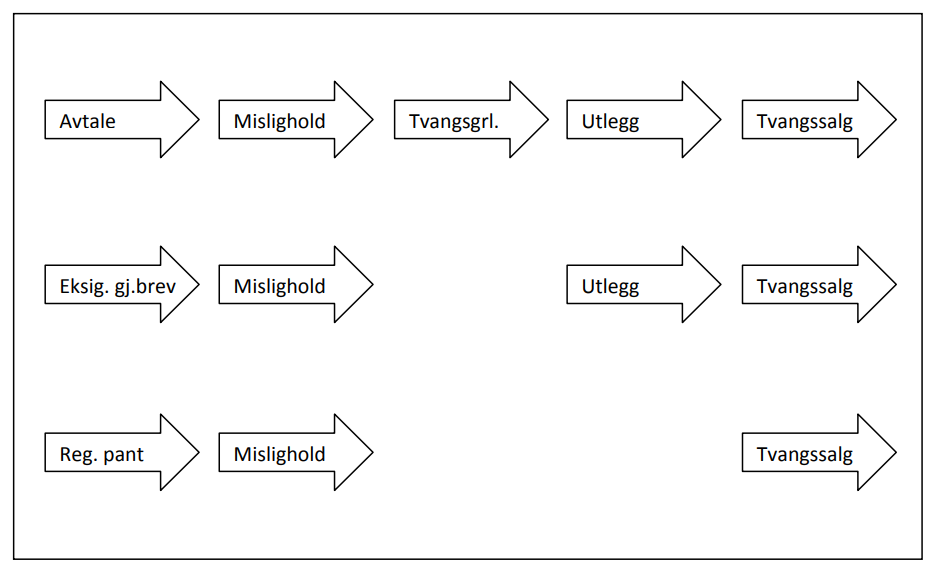 Avtale
Mislighold
Tvangsgrl.
Utlegg
Tvangssalg
Eksig. gj.brev
Mislighold
Utlegg
Tvangssalg
Reg. pant
Mislighold
Tvangssalg